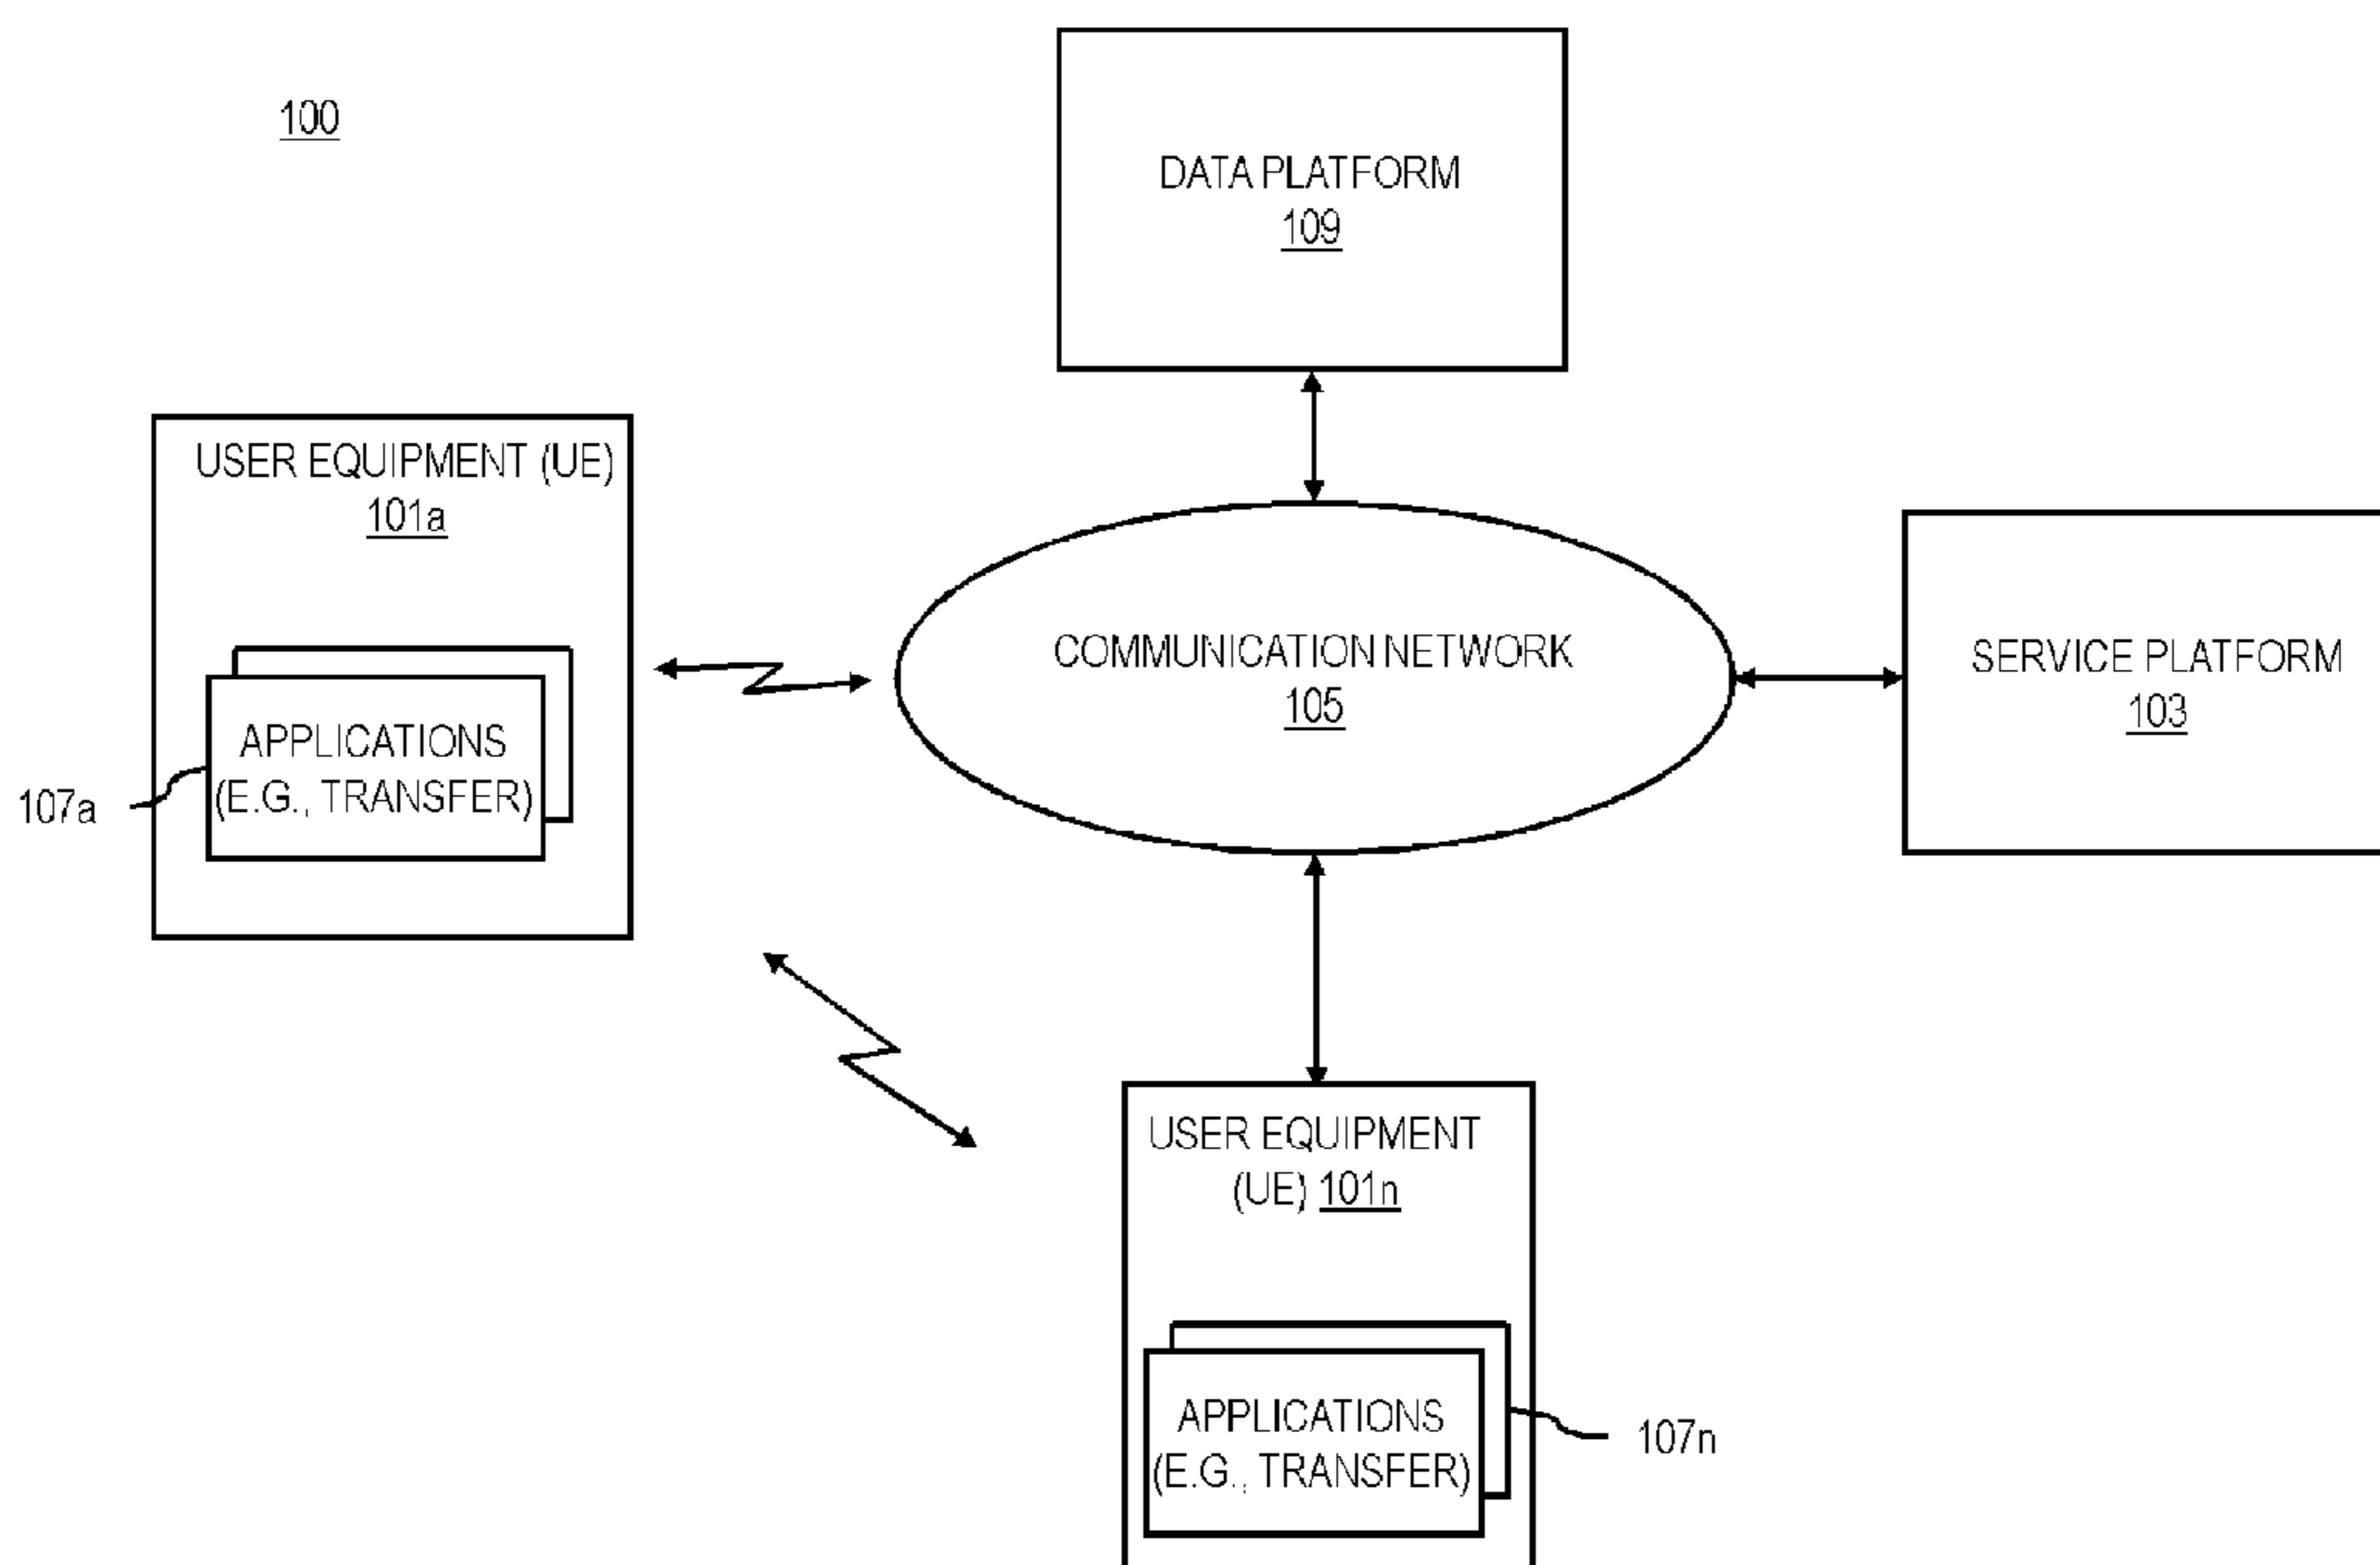 100
DATA PLATFORM
109
USER EQUIPMENT (UE)
101a
APPLICATIONS
(E.G., TRANSFER)
107a
COMMUNICATION NETWORK
105
SERVICE PLATFORM
103
USER EQUIPMENT
(UE) 101n
APPLICATIONS
(E.G., TRANSFER)
107n